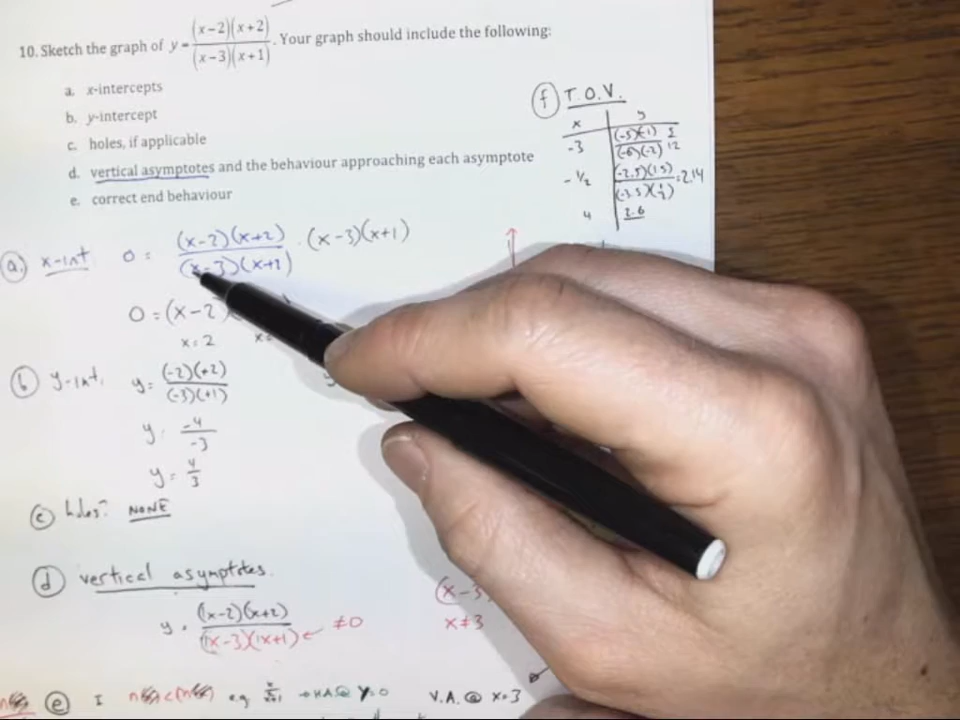 10. Sketch the graph of y = (x-2)(x+2) / (x-3)(x+1). Your graph should include the following:
a. x-intercepts
b. y-intercept
c. holes, if applicable
d. vertical asymptotes and the behaviour approaching each asymptote
e. correct end behaviour
f T.O.V.
x y
-3 (-5)(-1) / (-6)(-2) 5 / 12
-1/2 (-2.5)(1.5) / (-3.5)(½) = 2.14
4 2.6
a. x-int 0 = (x-2)(x+2) / (x-3)(x+1) · (x-3)(x+1)
0 = (x-2)
x = 2
b y-int. y = (-2)(+2) / (-3)(+1)
y = -4 / -3
y = 4/3
c holes? NONE
d vertical asymptotes.
y = (x-2)(x+2) / (x-3)(x+1) ← ≠0
x≠3
e I e.g. → HA @ y=0 V.A. @ x=3